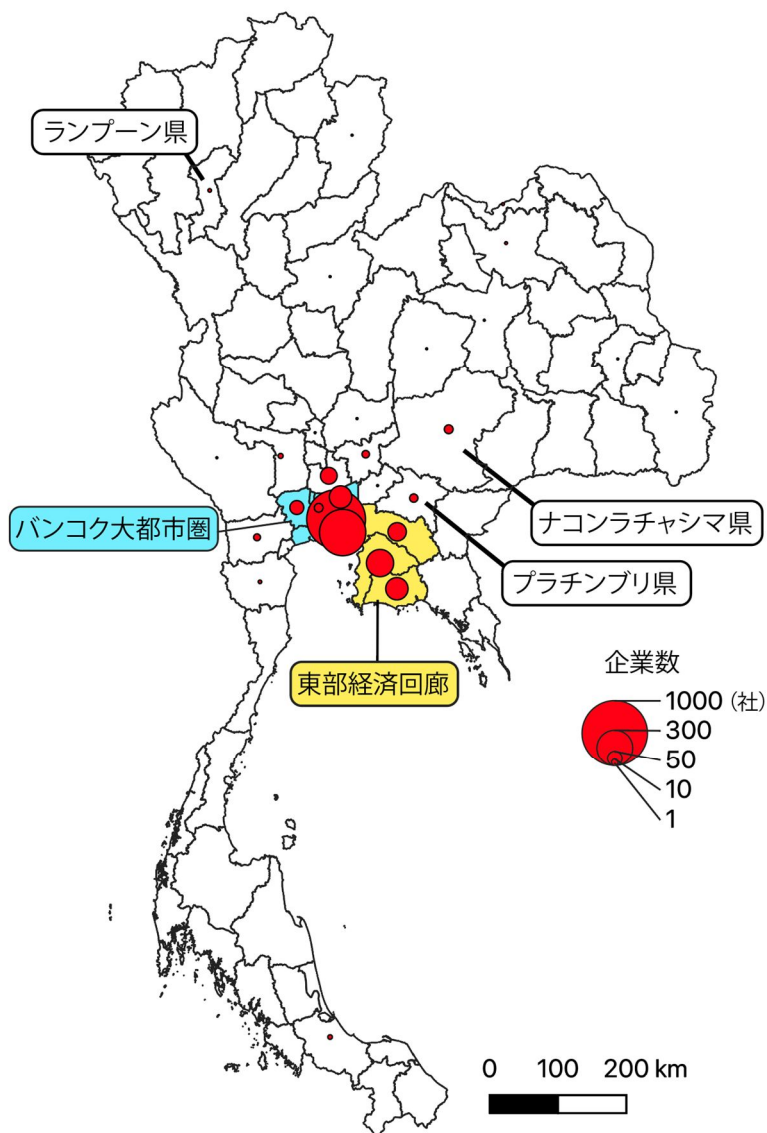 ランプーン県
バンコク大都市圏
ナコンラチャシマ県
プラチンブリ県
東部経済回廊
企業数
1000（社）
300
50
10
1
0 100 200 km